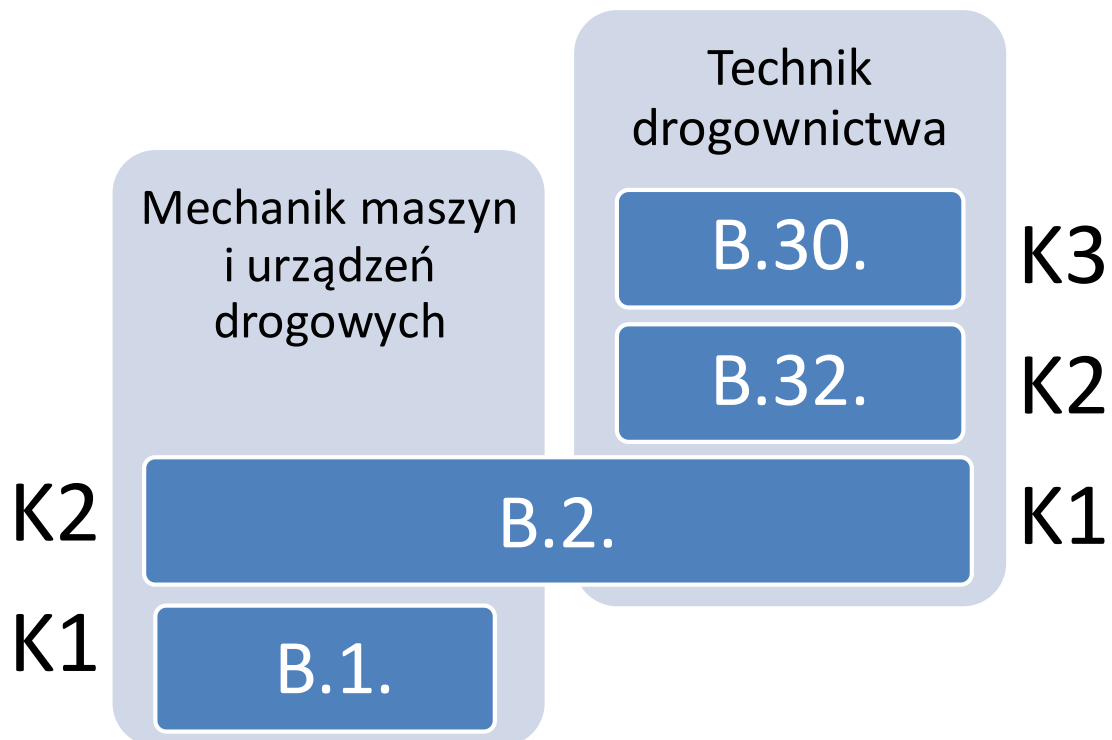 Technik
drogownictwa
Mechanik maszyn
i urządzeń
drogowych
B.30.
K3
B.32.
K2
K2
B.2.
K1
K1
B.1.